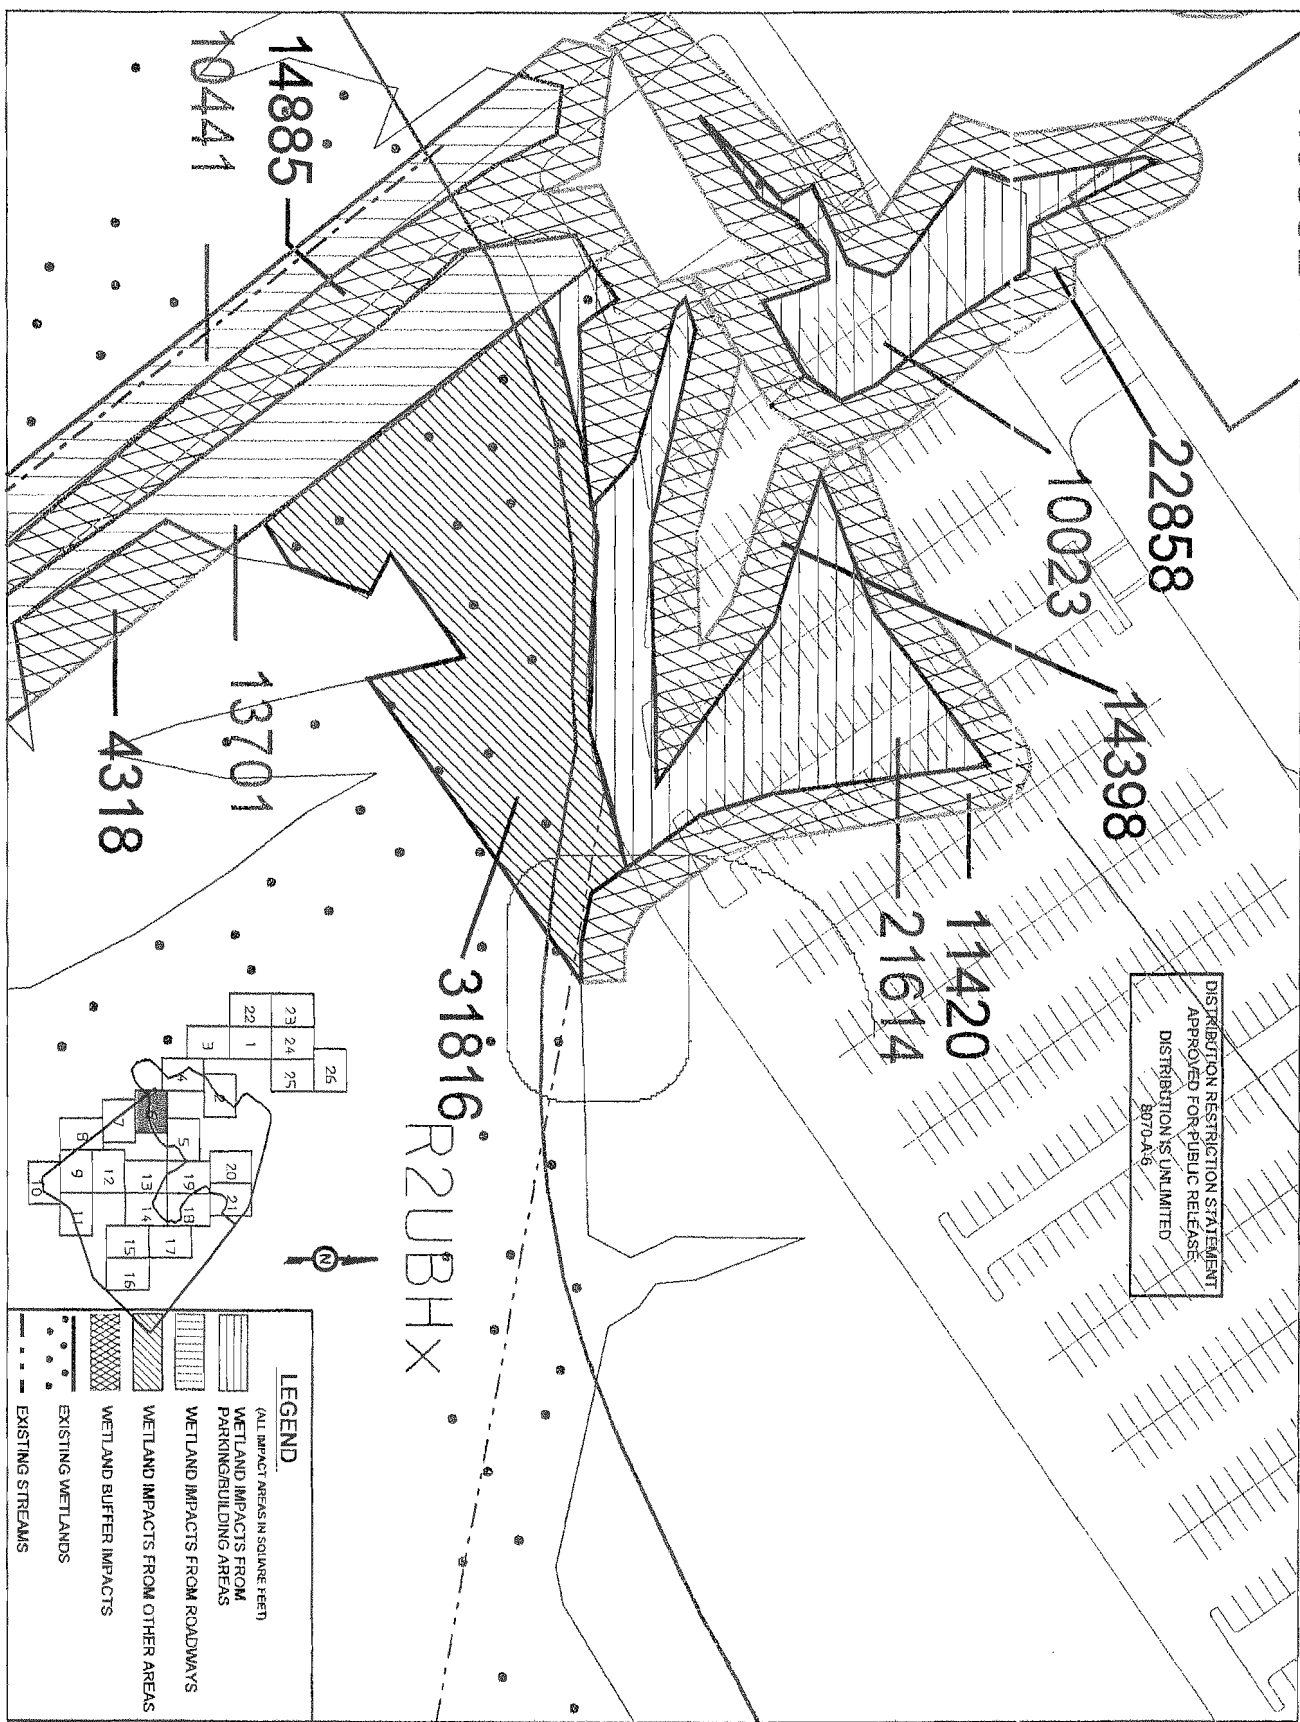 10441
14885
22858
10023
14398
11420
21614
13701
4318
31816
R2UBHX
DISTRIBUTION RESTRICTION STATEMENT
APPROVED FOR PUBLIC RELEASE
DISTRIBUTION IS UNLIMITED
8070-A-6
26
23 24 25
22 1
3
4 2
5
7
8
20 21
19 18
13 14
12
9
10
11
17
15
16
N
LEGEND
(ALL IMPACT AREAS IN SQUARE FEET)
WETLAND IMPACTS FROM
PARKING/BUILDING AREAS
WETLAND IMPACTS FROM ROADWAYS
WETLAND IMPACTS FROM OTHER AREAS
WETLAND BUFFER IMPACTS
EXISTING WETLANDS
EXISTING STREAMS